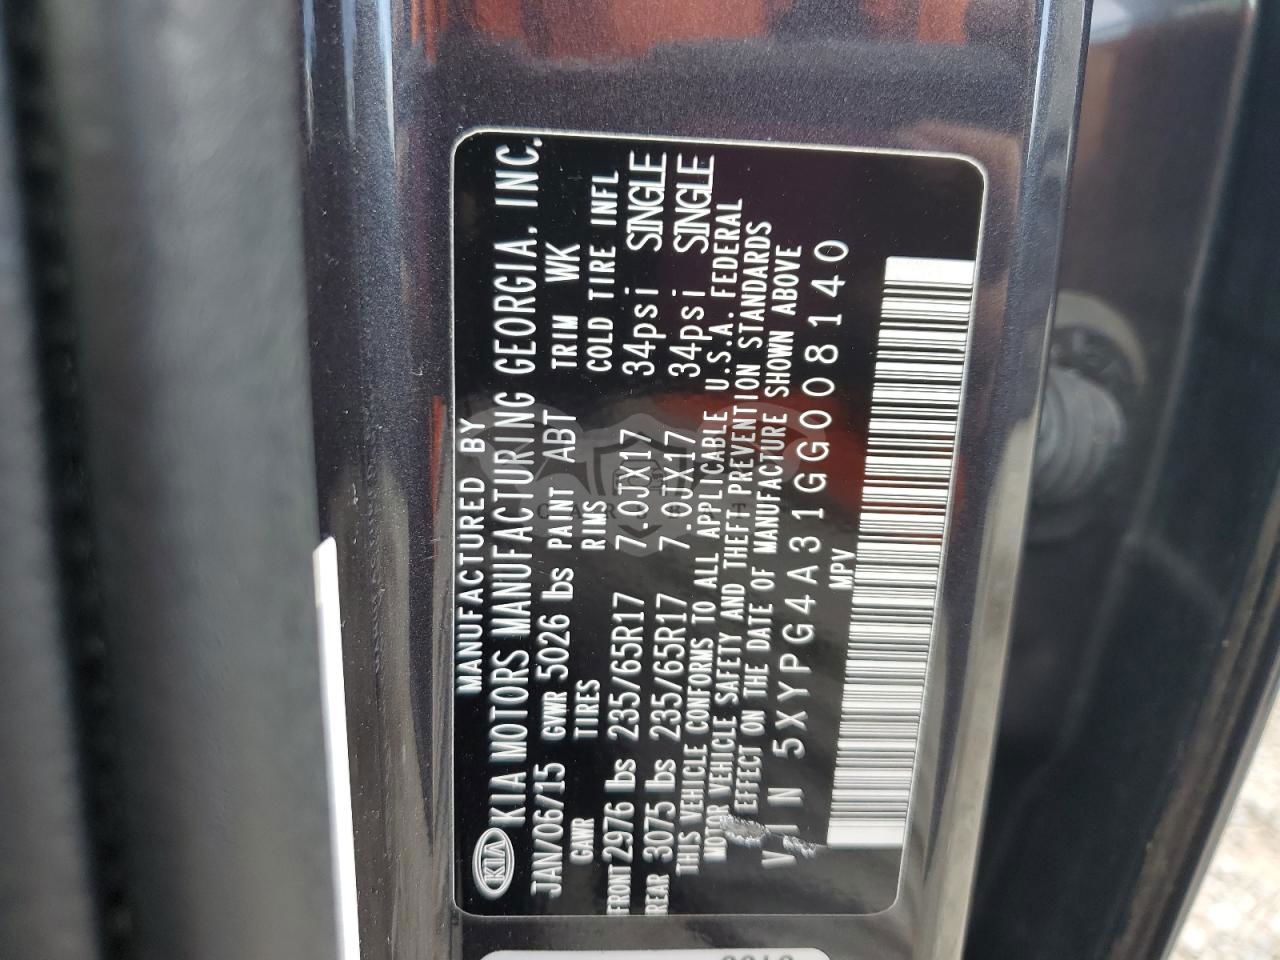 KIA MANUFACTURED BY
KIA MOTORS MANUFACTURING GEORGIA, INC.
JAN/06/15 GVWR 5026 lbs PAINT ABT TRIM WK
GAWR TIRES RIMS COLD TIRE INFL
FRONT 2976 lbs 235/65R17 7.0JX17 34psi SINGLE
REAR 3075 lbs 235/65R17 7.0JX17 34psi SINGLE
THIS VEHICLE CONFORMS TO ALL APPLICABLE U.S.A. FEDERAL
MOTOR VEHICLE SAFETY AND THEFT PREVENTION STANDARDS
EFFECT ON THE DATE OF MANUFACTURE SHOWN ABOVE
VIN 5XYPG4A31GG008140
MPV